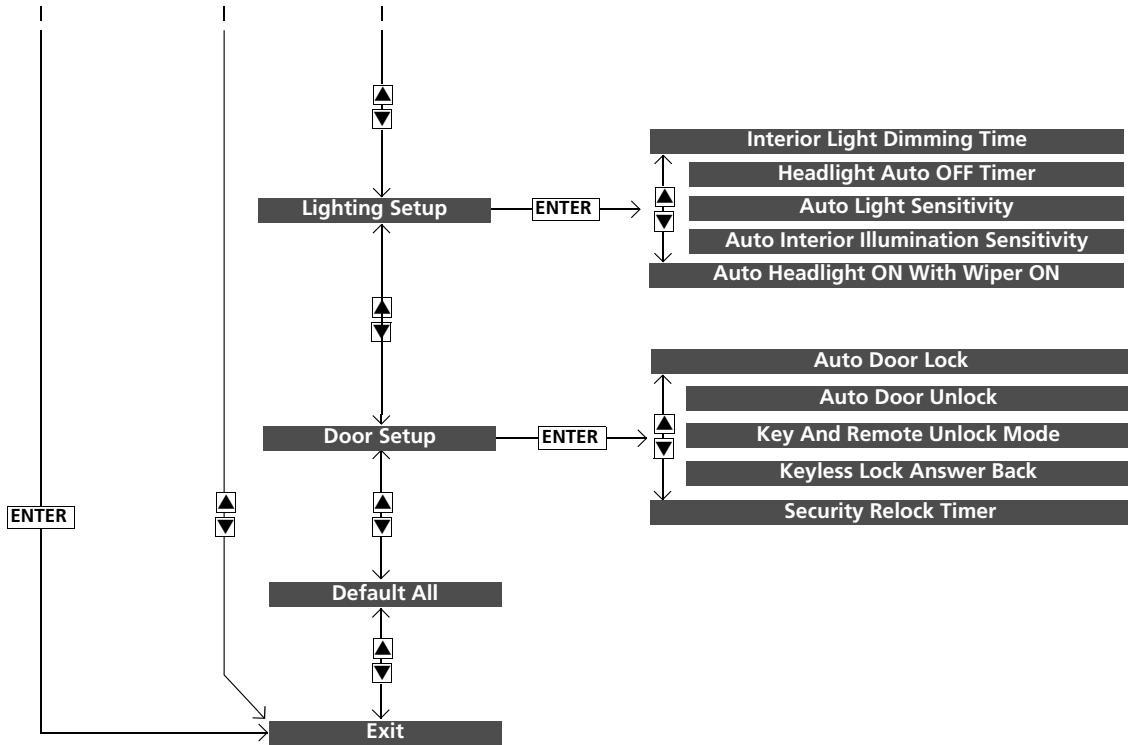 Interior Light Dimming Time
Headlight Auto OFF Timer
Lighting Setup
ENTER
Auto Light Sensitivity
Auto Interior Illumination Sensitivity
Auto Headlight ON With Wiper ON
Auto Door Lock
Auto Door Unlock
Door Setup
ENTER
Key And Remote Unlock Mode
Keyless Lock Answer Back
Security Relock Timer
ENTER
Default All
Exit